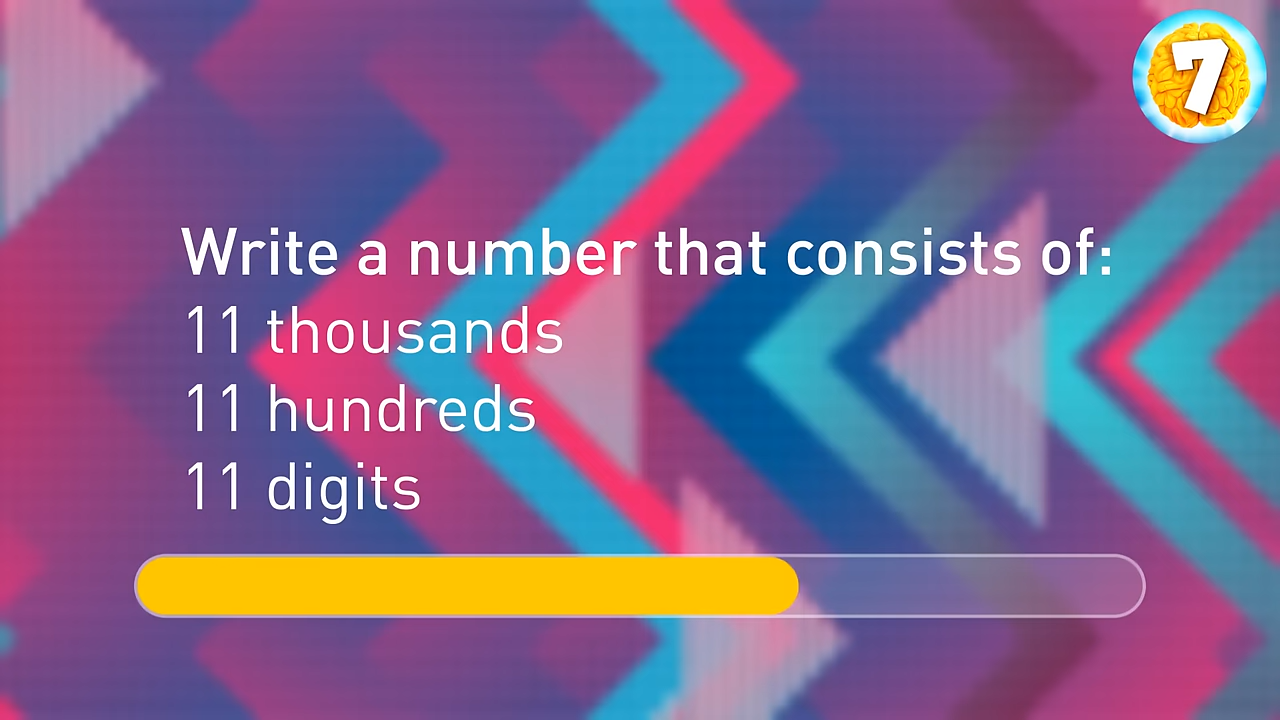 7
Write a number that consists of:
11 thousands
11 hundreds
11 digits